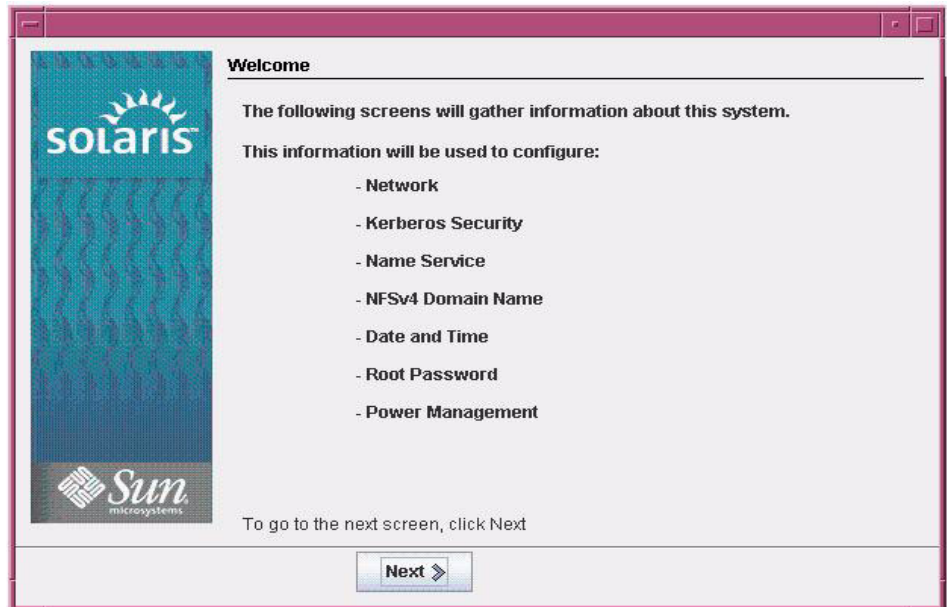 Welcome
solaris™
The following screens will gather information about this system.
This information will be used to configure:
- Network
- Kerberos Security
- Name Service
- NFSv4 Domain Name
- Date and Time
- Root Password
- Power Management
Sun
microsystems
To go to the next screen, click Next
Next